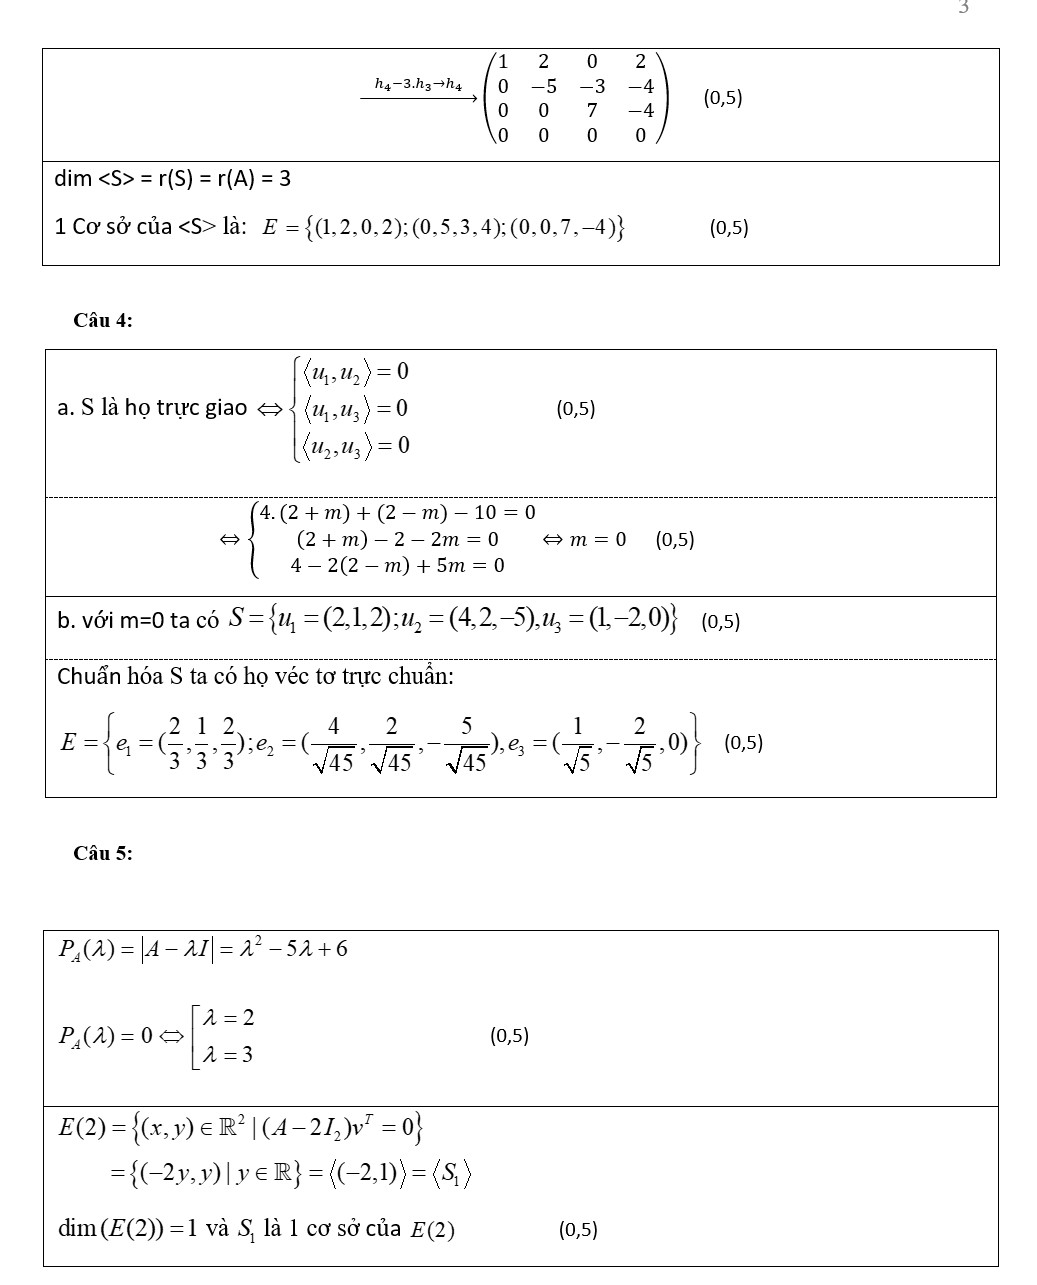 3
h₄−3.h₃→h₄ ⟶ (1 2 0 2
0 −5 −3 −4
0 0 7 −4
0 0 0 0) (0,5)
dim <S> = r(S) = r(A) = 3
1 Cơ sở của <S> là: E = {(1,2,0,2);(0,5,3,4);(0,0,7,−4)} (0,5)
Câu 4:
a. S là họ trực giao ⇔ { ⟨u₁,u₂⟩ = 0
⟨u₁,u₃⟩ = 0 (0,5)
⟨u₂,u₃⟩ = 0
⇔ { 4.(2 + m) + (2 − m) − 10 = 0
(2 + m) − 2 − 2m = 0 ⇔ m = 0 (0,5)
4 − 2(2 − m) + 5m = 0
b. với m=0 ta có S = {u₁ = (2,1,2);u₂ = (4,2,−5),u₃ = (1,−2,0)} (0,5)
Chuẩn hóa S ta có họ véc tơ trực chuẩn:
E = {e₁ = (2/3,1/3,2/3);e₂ = (4/√45,2/√45,−5/√45),e₃ = (1/√5,−2/√5,0)} (0,5)
Câu 5:
P_A(λ) = |A − λI| = λ² − 5λ + 6
P_A(λ) = 0 ⇔ [ λ = 2
λ = 3 (0,5)
E(2) = {(x, y) ∈ ℝ² | (A − 2I₂)vᵀ = 0}
= {(−2y, y) | y ∈ ℝ} = ⟨(−2,1)⟩ = ⟨S₁⟩
dim(E(2)) = 1 và S₁ là 1 cơ sở của E(2) (0,5)